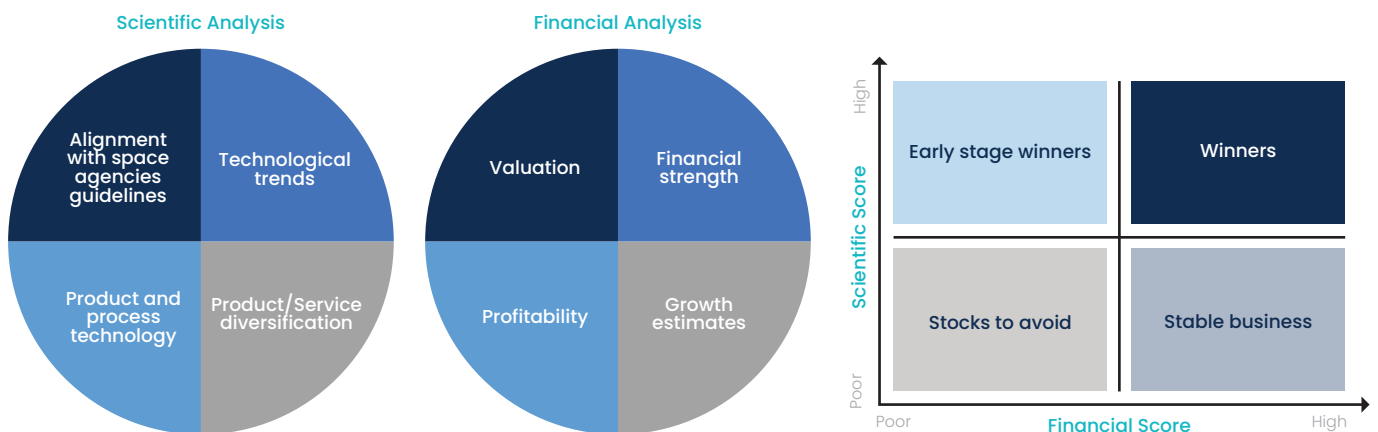 Scientific Analysis
Alignment
with space
agencies
guidelines
Technological
trends
Product and
process
technology
Product/Service
diversification
Financial Analysis
Valuation
Financial
strength
Profitability
Growth
estimates
High
Scientific Score
Poor
Early stage winners
Winners
Stocks to avoid
Stable business
Poor
Financial Score
High